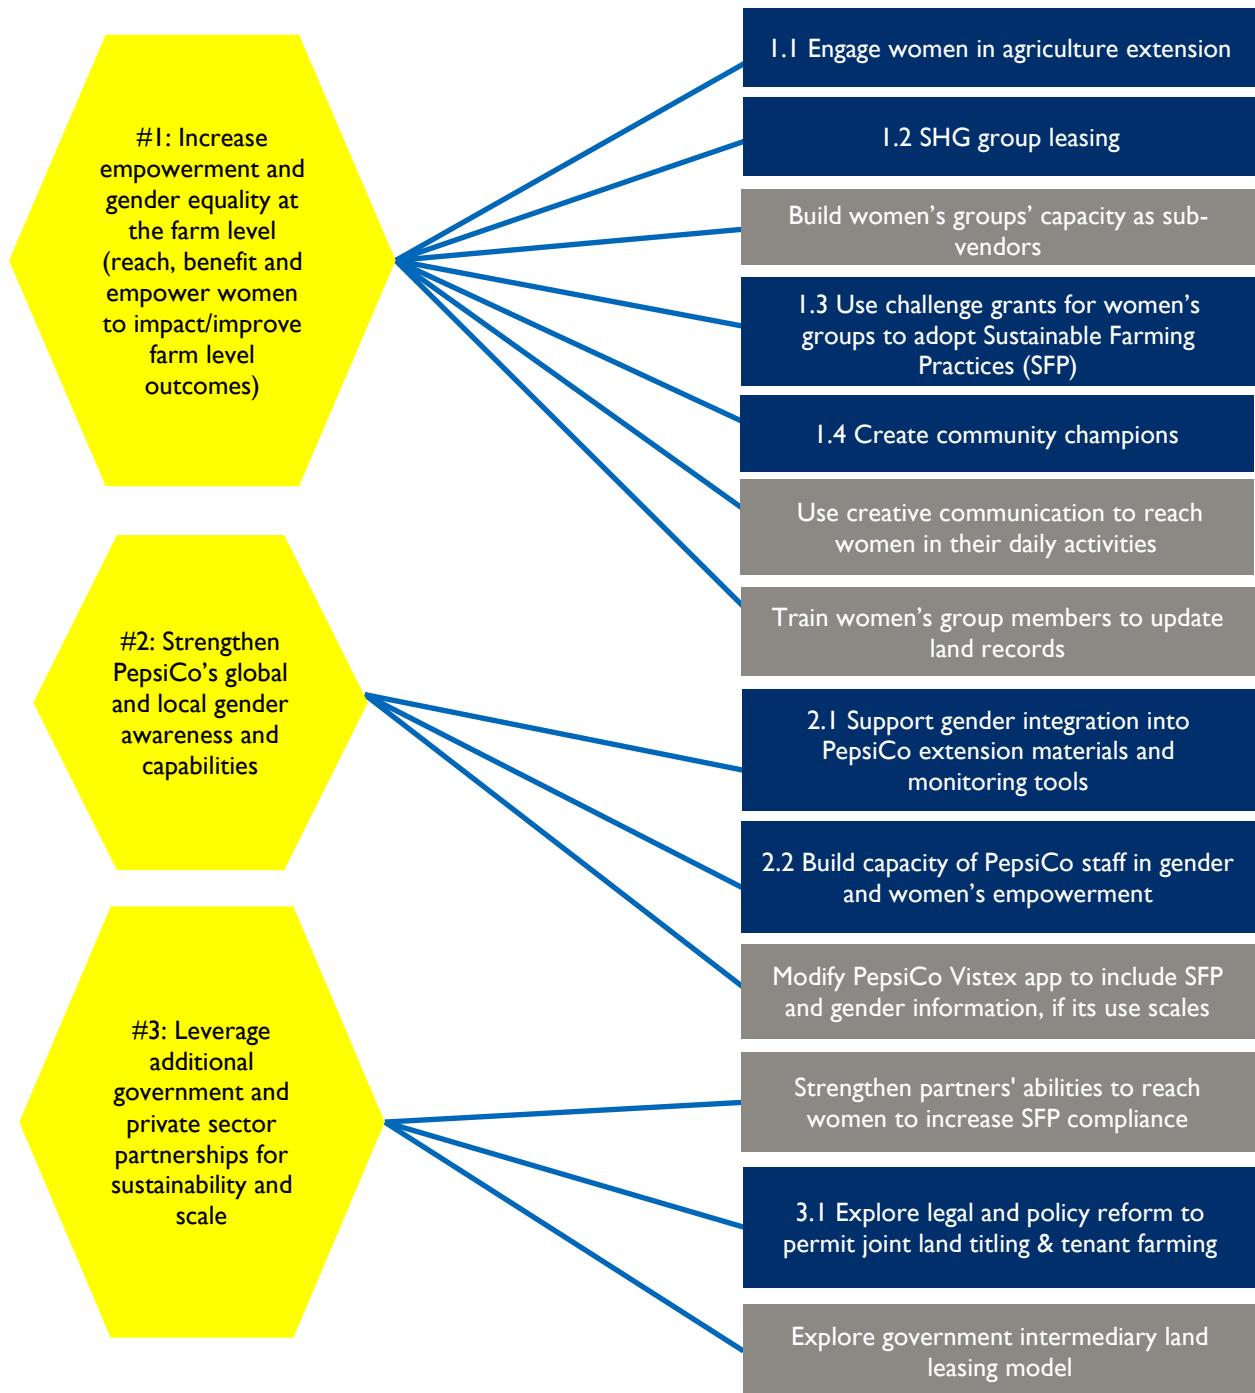 #1: Increase
empowerment and
gender equality at
the farm level
(reach, benefit and
empower women
to impact/improve
farm level
outcomes)
1.1 Engage women in agriculture extension
1.2 SHG group leasing
Build women’s groups’ capacity as sub-
vendors
1.3 Use challenge grants for women’s
groups to adopt Sustainable Farming
Practices (SFP)
1.4 Create community champions
Use creative communication to reach
women in their daily activities
Train women’s group members to update
land records
#2: Strengthen
PepsiCo’s global
and local gender
awareness and
capabilities
2.1 Support gender integration into
PepsiCo extension materials and
monitoring tools
2.2 Build capacity of PepsiCo staff in gender
and women’s empowerment
Modify PepsiCo Vistex app to include SFP
and gender information, if its use scales
#3: Leverage
additional
government and
private sector
partnerships for
sustainability and
scale
Strengthen partners' abilities to reach
women to increase SFP compliance
3.1 Explore legal and policy reform to
permit joint land titling & tenant farming
Explore government intermediary land
leasing model